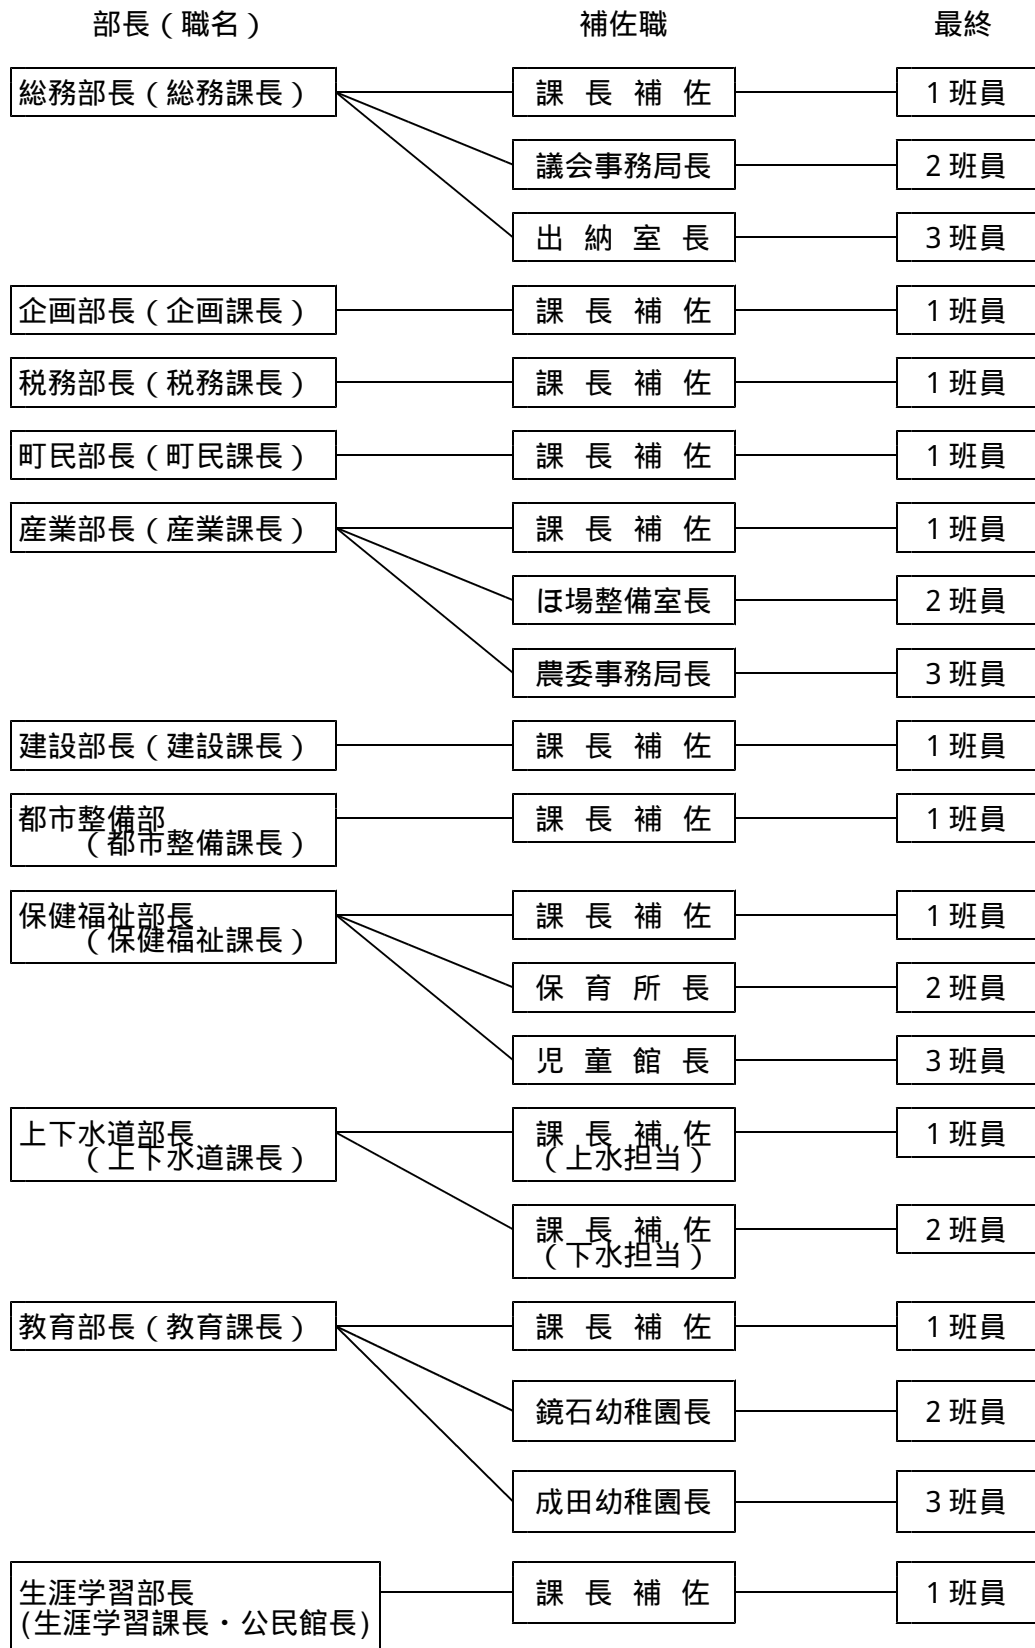 部長（職名） 補佐職 最終
総務部長（総務課長） 課長補佐 1班員
議会事務局長 2班員
出納室長 3班員
企画部長（企画課長） 課長補佐 1班員
税務部長（税務課長） 課長補佐 1班員
町民部長（町民課長） 課長補佐 1班員
産業部長（産業課長） 課長補佐 1班員
ほ場整備室長 2班員
農委事務局長 3班員
建設部長（建設課長） 課長補佐 1班員
都市整備部 課長補佐 1班員
（都市整備課長）
保健福祉部長 課長補佐 1班員
（保健福祉課長）
保育所長 2班員
児童館長 3班員
上下水道部長 課長補佐 1班員
（上下水道課長） （上水担当）
課長補佐 2班員
（下水担当）
教育部長（教育課長） 課長補佐 1班員
鏡石幼稚園長 2班員
成田幼稚園長 3班員
生涯学習部長 課長補佐 1班員
(生涯学習課長・公民館長)